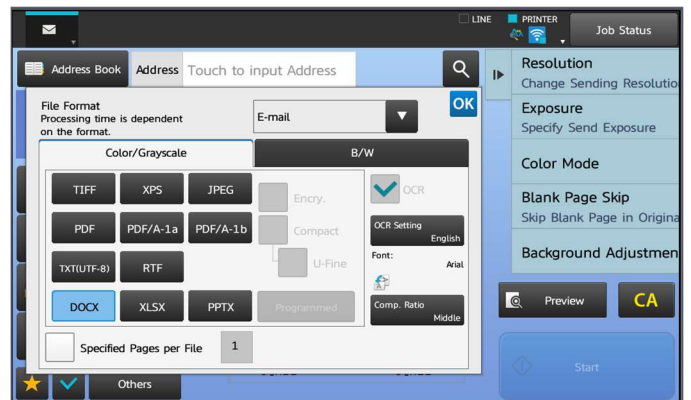 LINE
PRINTER
Job Status
Address Book
Address
Touch to input Address
Resolution
Change Sending Resolutio
Exposure
Specify Send Exposure
Color Mode
Blank Page Skip
Skip Blank Page in Origina
Background Adjustmen
Preview
CA
Start
File Format
Processing time is dependent
on the format.
E-mail
OK
Color/Grayscale
B/W
TIFF
XPS
JPEG
Encry.
OCR
PDF
PDF/A-1a
PDF/A-1b
Compact
OCR Setting
English
TXT(UTF-8)
RTF
U-Fine
Font:
Arial
DOCX
XLSX
PPTX
Programmed
Comp. Ratio
Middle
Specified Pages per File
1
Others